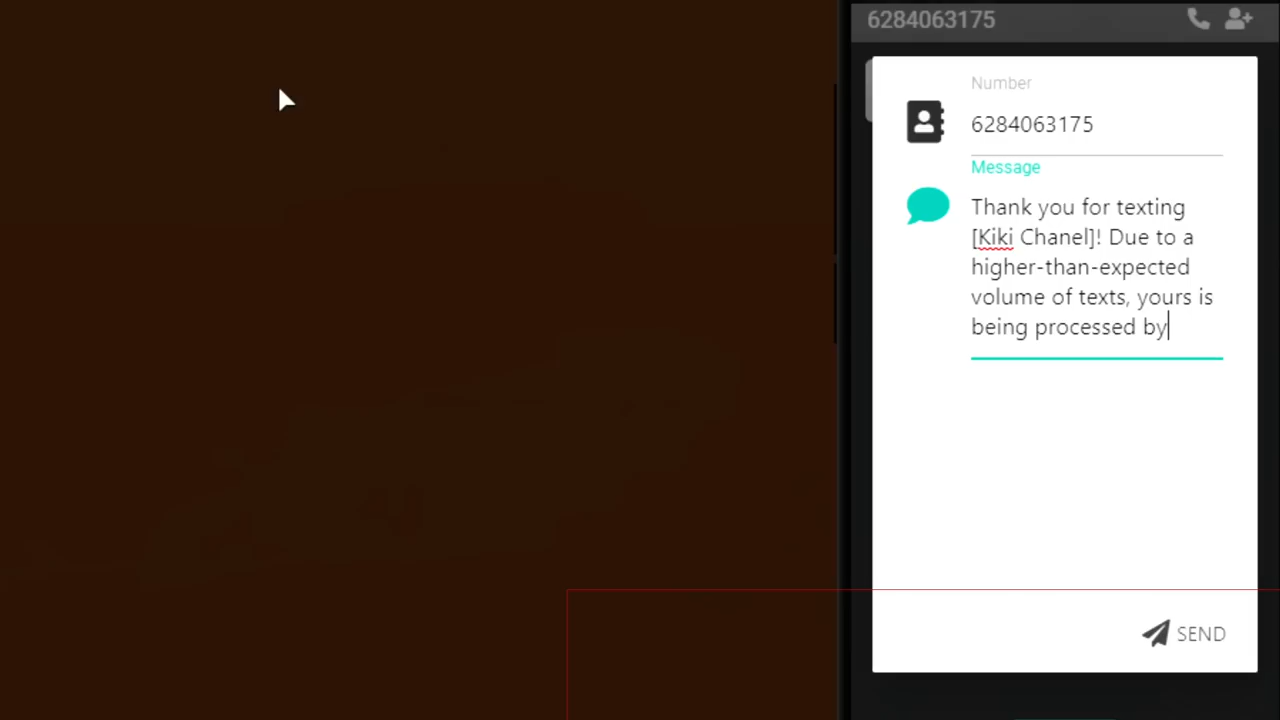 6284063175
Number
6284063175
Message
Thank you for texting
[Kiki Chanel]! Due to a
higher-than-expected
volume of texts, yours is
being processed by
SEND